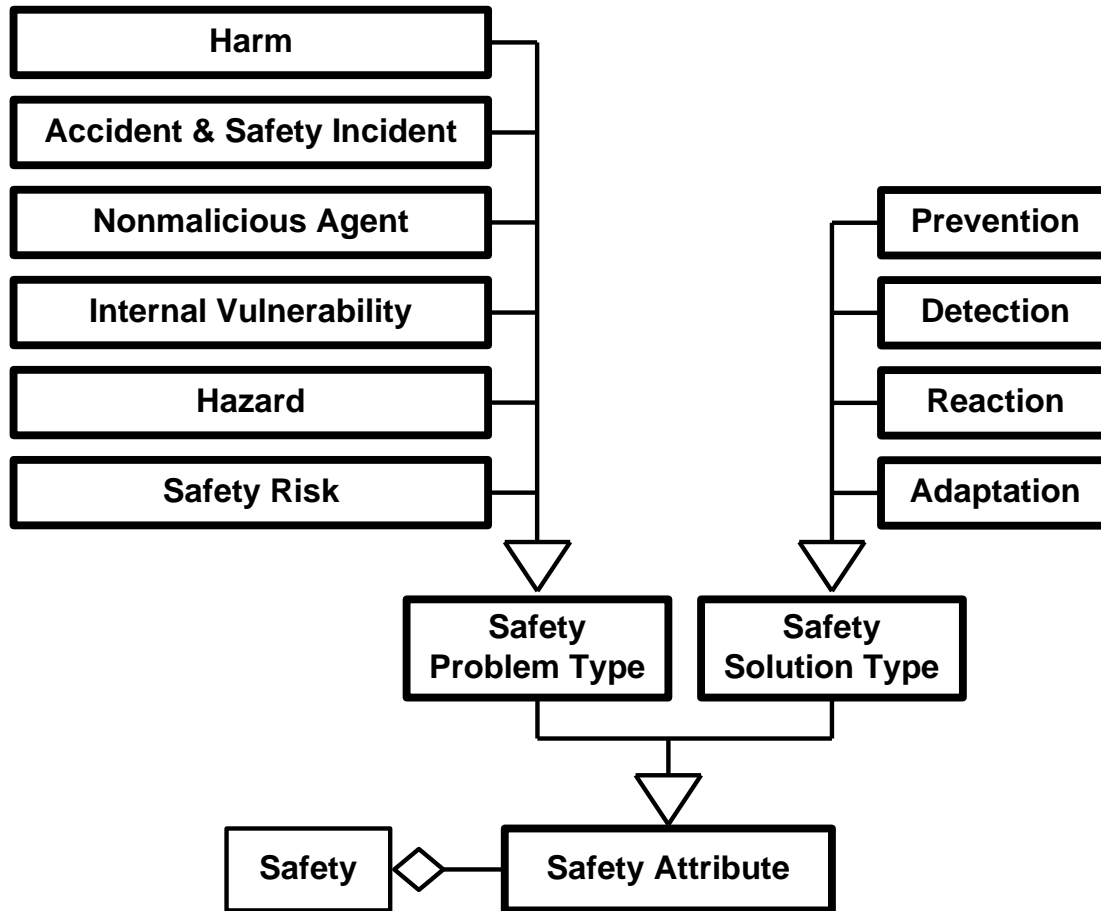 Harm
Accident & Safety Incident
Nonmalicious Agent
Internal Vulnerability
Hazard
Safety Risk
Prevention
Detection
Reaction
Adaptation
Safety
Problem Type
Safety
Solution Type
Safety
Safety Attribute